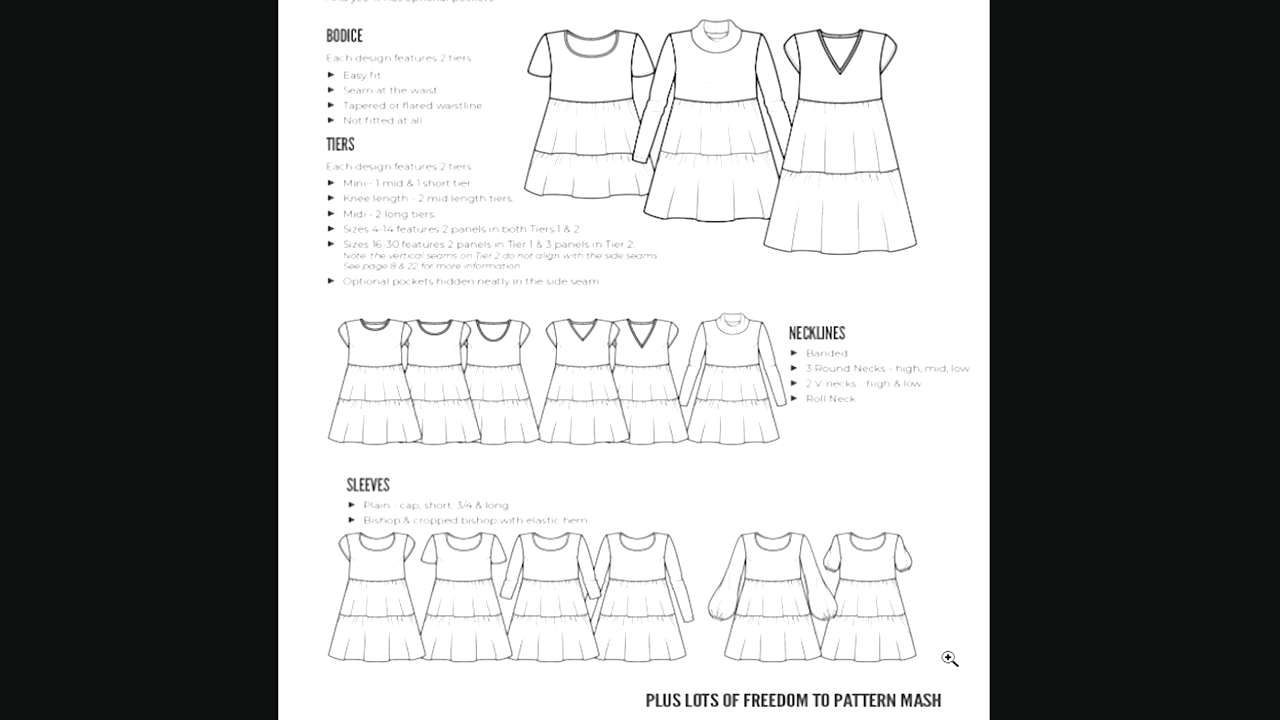 BODICE
Each design features 2 tiers
► Easy fit
► Seam at the waist
► Tapered or flared waistline
► Not fitted at all
TIERS
Each design features 2 tiers
► Mini - 1 mid & 1 short tier
► Knee length - 2 mid length tiers.
► Midi - 2 long tiers.
► Sizes 4-14 features 2 panels in both Tiers 1 & 2
► Sizes 16-30 features 2 panels in Tier 1 & 3 panels in Tier 2.
Note: the vertical seams on Tier 2 do not align with the side seams.
See page 8 & 22 for more information
► Optional pockets hidden neatly in the side seam
NECKLINES
► Banded
► 3 Round Necks - high, mid, low
► 2 V-necks - high & low
► Roll Neck
SLEEVES
► Plain - cap, short, 3/4 & long
► Bishop & cropped bishop with elastic hem
PLUS LOTS OF FREEDOM TO PATTERN MASH